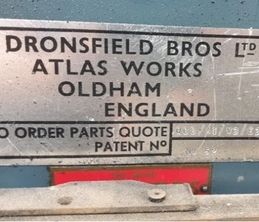 DRONSFIELD BROS LTD
ATLAS WORKS
OLDHAM
ENGLAND
O ORDER PARTS QUOTE
PATENT No